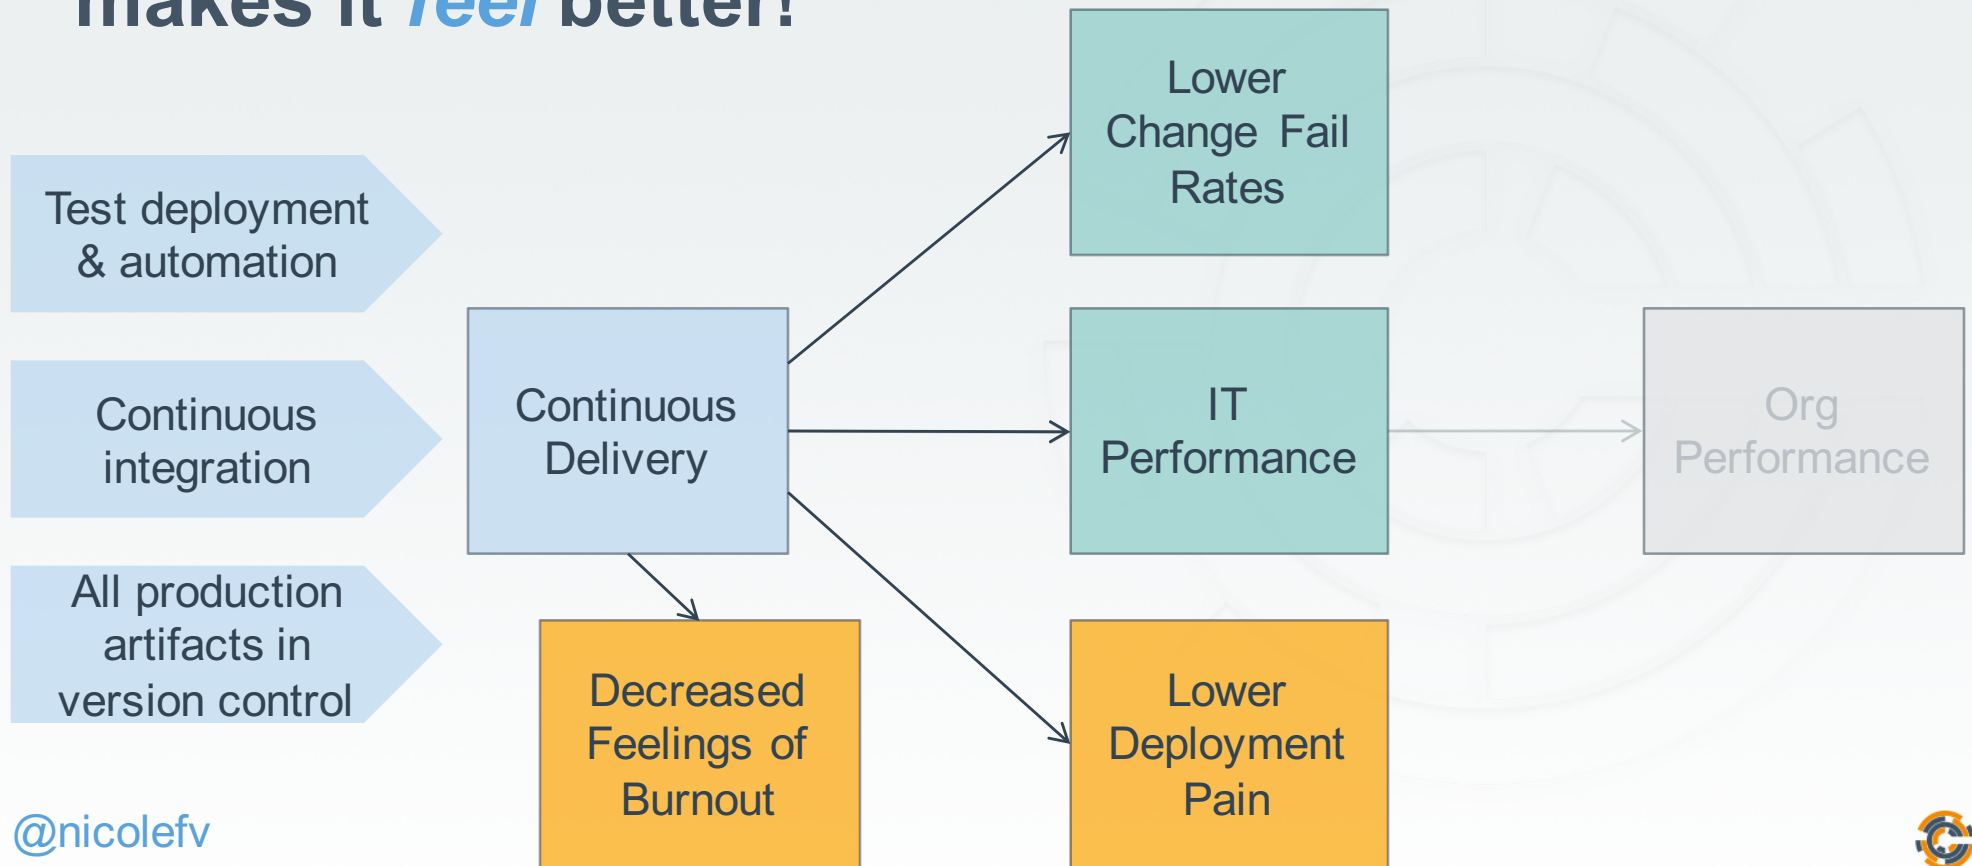 makes it feel better!
Test deployment
& automation
Continuous
integration
All production
artifacts in
version control
Continuous
Delivery
Decreased
Feelings of
Burnout
Lower
Change Fail
Rates
IT
Performance
Lower
Deployment
Pain
Org
Performance
@nicolefv